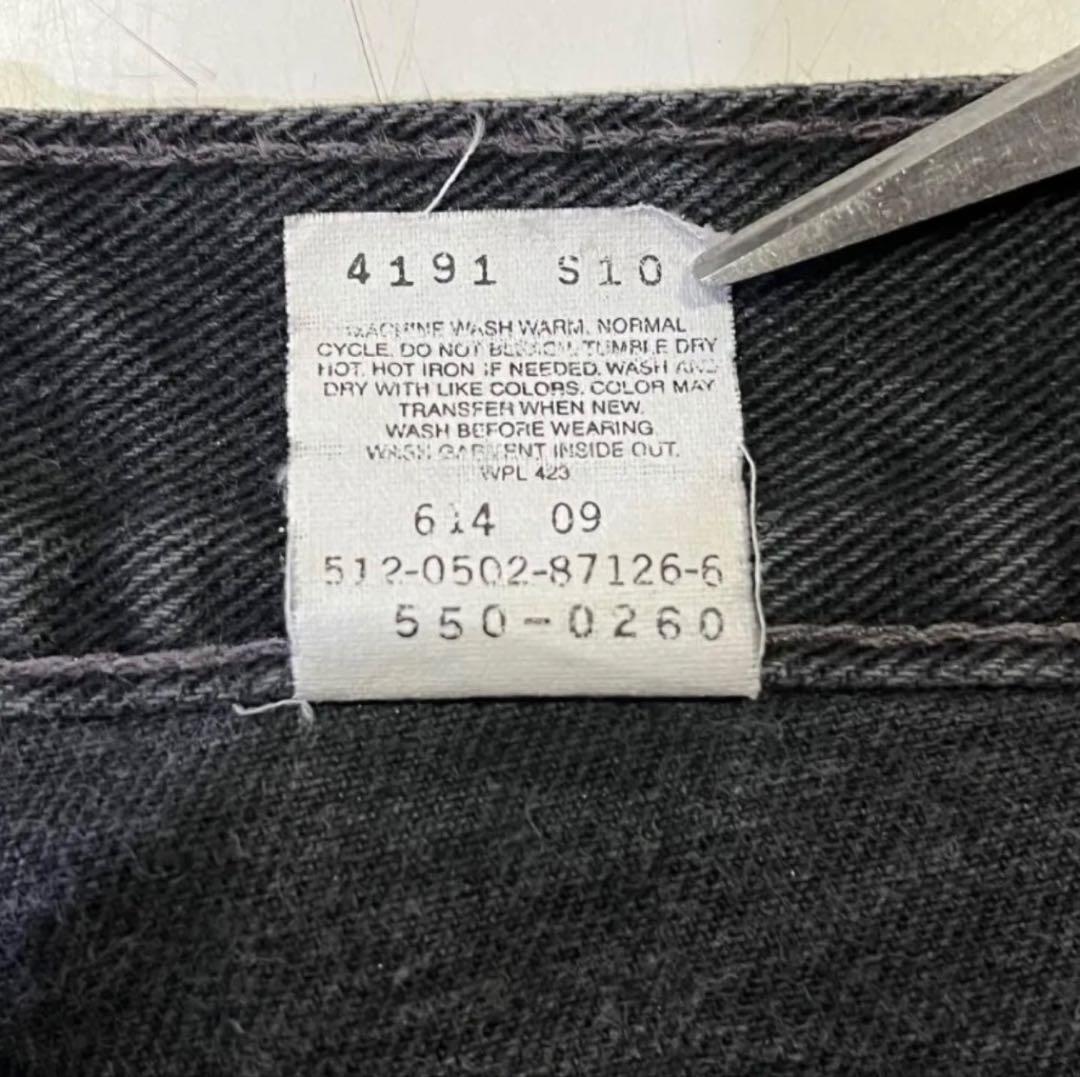 4191 S10
MACHINE WASH WARM. NORMAL
CYCLE. DO NOT BLEACH. TUMBLE DRY
HOT. HOT IRON IF NEEDED. WASH AND
DRY WITH LIKE COLORS. COLOR MAY
TRANSFER WHEN NEW.
WASH BEFORE WEARING.
WASH GARMENT INSIDE OUT.
WPL 423
614 09
512-0502-87126-6
550-0260